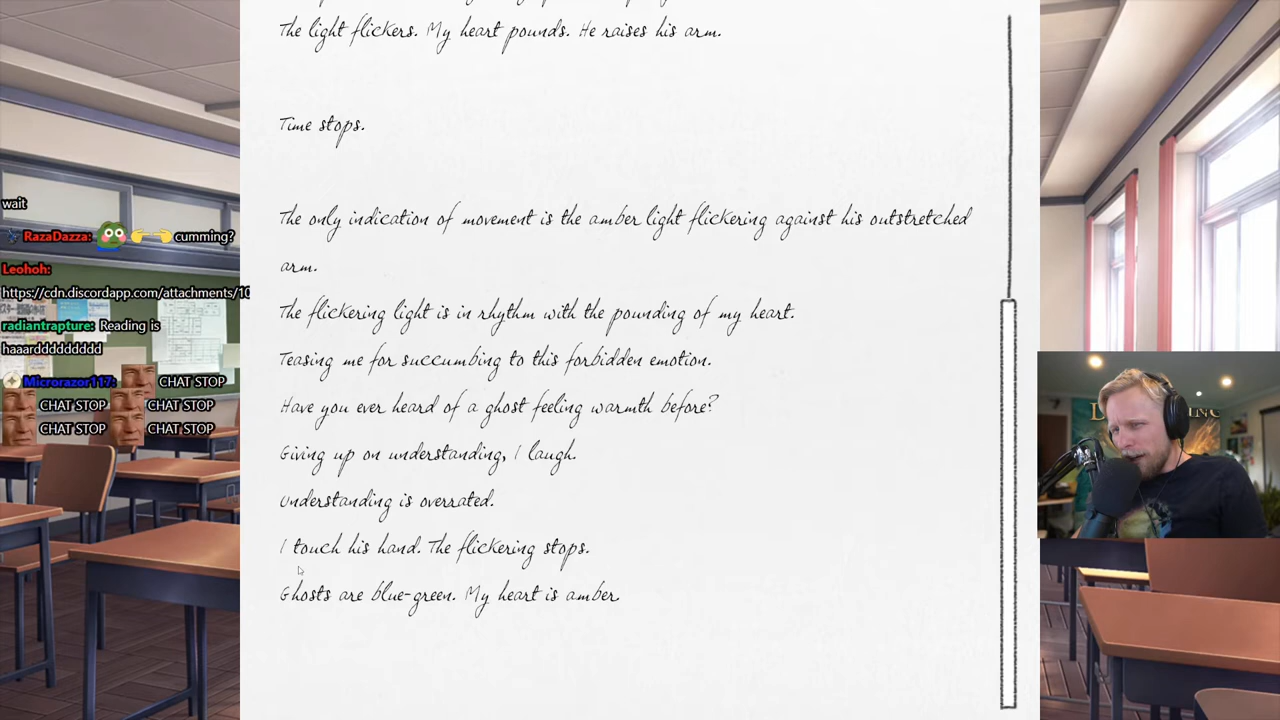 The light flickers. My heart pounds. He raises his arm.
Time stops.
wait
The only indication of movement is the amber light flickering against his outstretched
RazaDazza: cumming?
arm.
Leohoh:
https://cdn.discordapp.com/attachments/10
The flickering light is in rhythm with the pounding of my heart.
radiantrapture: Reading is
haaarddddddddd
Teasing me for succumbing to this forbidden emotion.
Microrazor117: CHAT STOP
CHAT STOP CHAT STOP
CHAT STOP CHAT STOP
Have you ever heard of a ghost feeling warmth before?
Giving up on understanding, I laugh.
Understanding is overrated.
I touch his hand. The flickering stops.
Ghosts are blue-green. My heart is amber.